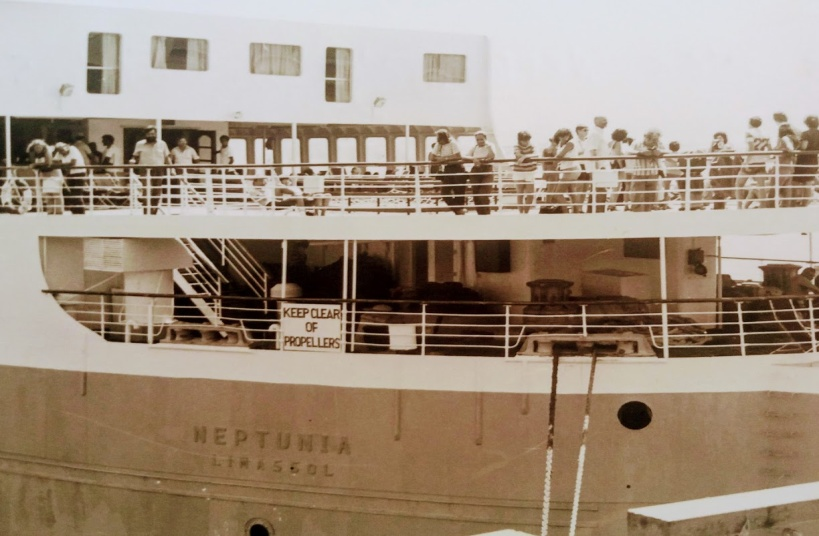 KEEP CLEAR
OF
PROPELLERS
NEPTUNIA
LIMASSOL